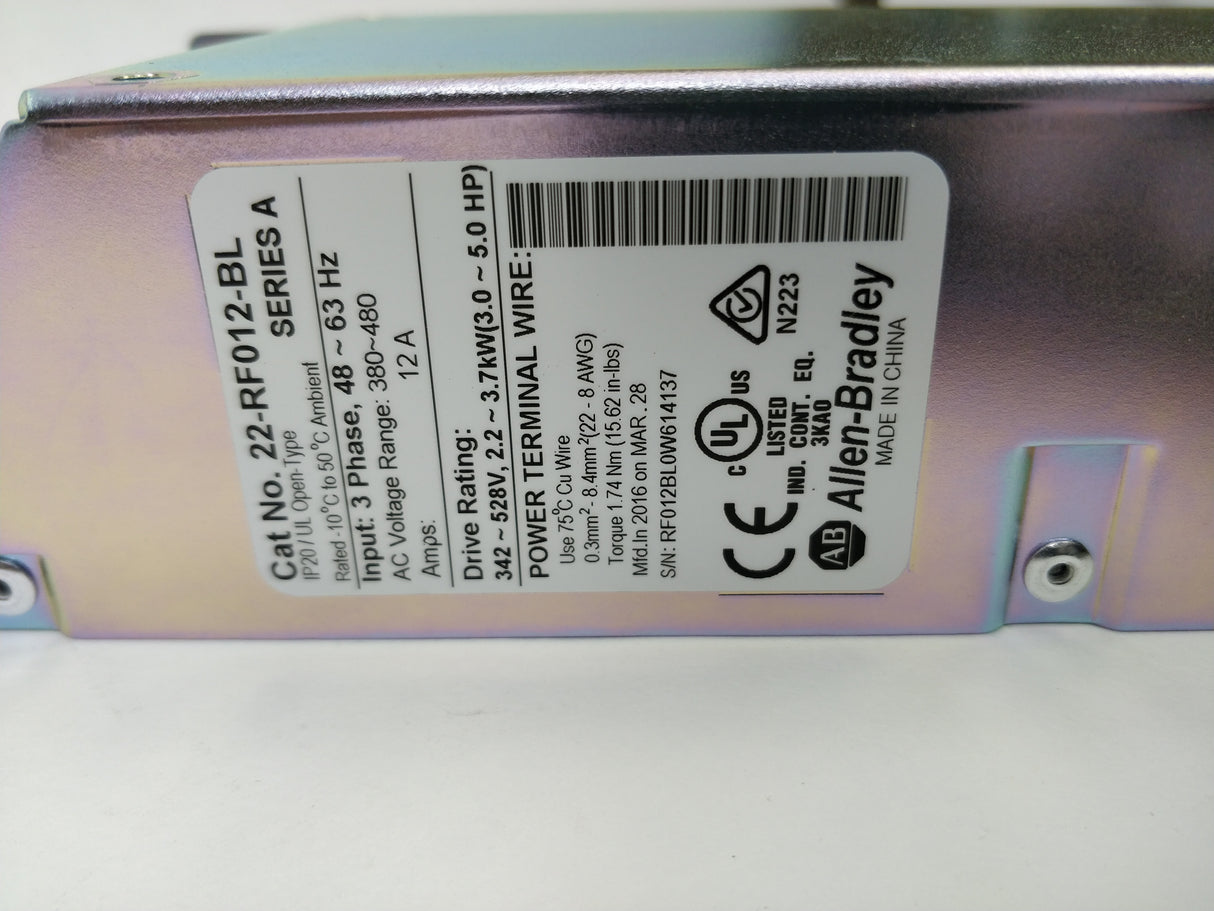 Cat No. 22-RF012-BL
SERIES A
IP20 / UL Open-Type
Rated -10°C to 50°C Ambient
Input: 3 Phase, 48 ~ 63 Hz
AC Voltage Range: 380~480
Amps: 12 A
Drive Rating:
342 ~ 528V, 2.2 ~ 3.7kW(3.0 ~ 5.0 HP)
POWER TERMINAL WIRE:
Use 75°C Cu Wire
0.3mm² - 8.4mm²(22 - 8 AWG)
Torque 1.74 Nm (15.62 in-lbs)
Mfd.In 2016 on MAR. 28
S/N: RF012BL0W614137
CE
C UL US
LISTED
IND. CONT. EQ.
3KA0
N223
AB Allen-Bradley
MADE IN CHINA